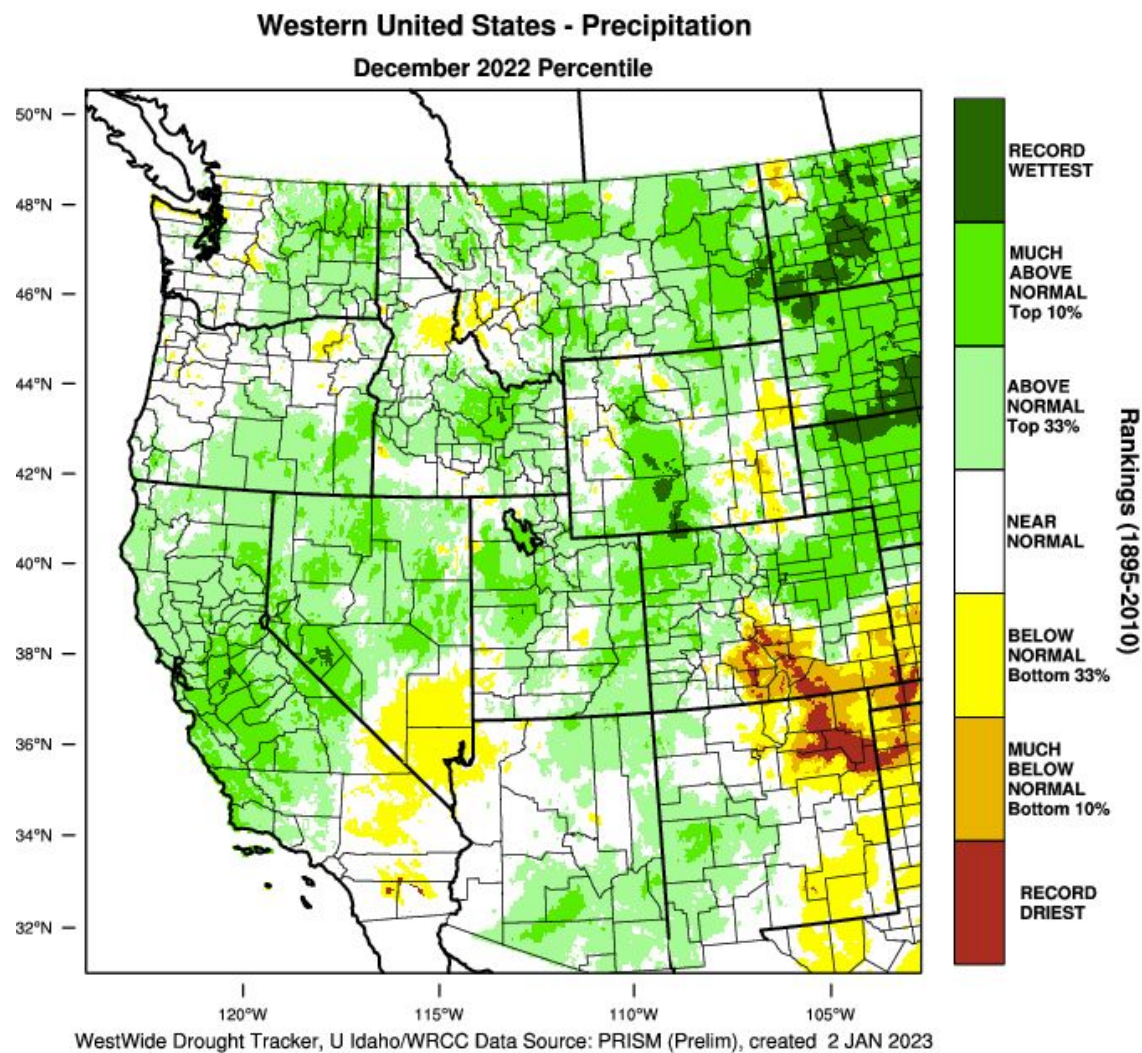 Western United States - Precipitation
December 2022 Percentile
50°N
48°N
46°N
44°N
42°N
40°N
38°N
36°N
34°N
32°N
120°W
115°W
110°W
105°W
RECORD
WETTEST
MUCH
ABOVE
NORMAL
Top 10%
ABOVE
NORMAL
Top 33%
NEAR
NORMAL
BELOW
NORMAL
Bottom 33%
MUCH
BELOW
NORMAL
Bottom 10%
RECORD
DRIEST
Rankings (1895-2010)
WestWide Drought Tracker, U Idaho/WRCC Data Source: PRISM (Prelim), created 2 JAN 2023